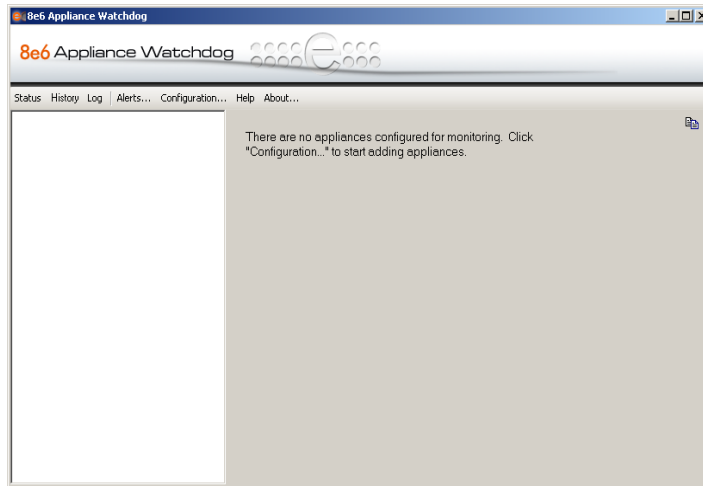 8e6 Appliance Watchdog
8e6 Appliance Watchdog
Status History Log Alerts... Configuration... Help About...
There are no appliances configured for monitoring. Click
"Configuration..." to start adding appliances.